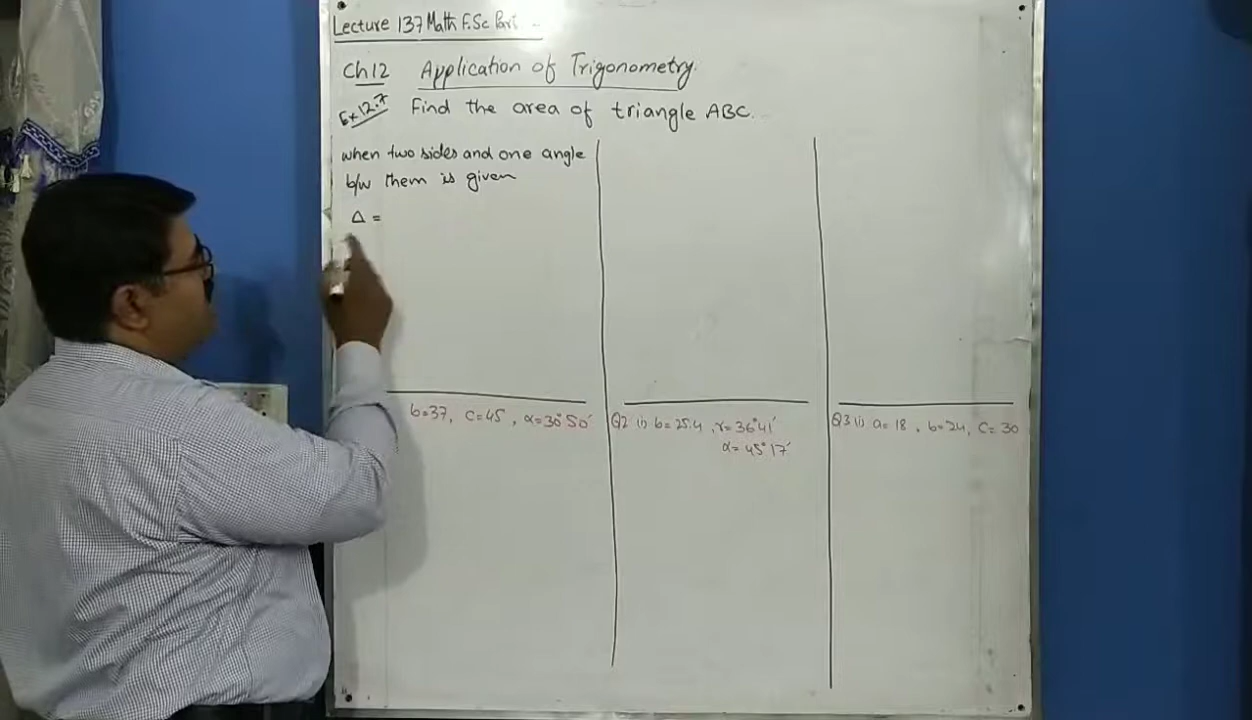 Lecture 137 Math F.Sc Part
Ch 12 Application of Trigonometry.
Ex 12.7 Find the area of triangle ABC.
when two sides and one angle
b/w them is given
Δ =
b=37, c=45, α=30°50′
Q2 (i) b=25.4, γ=36°41′
α=45°17′
Q3 (i) a=18, b=24, C=30